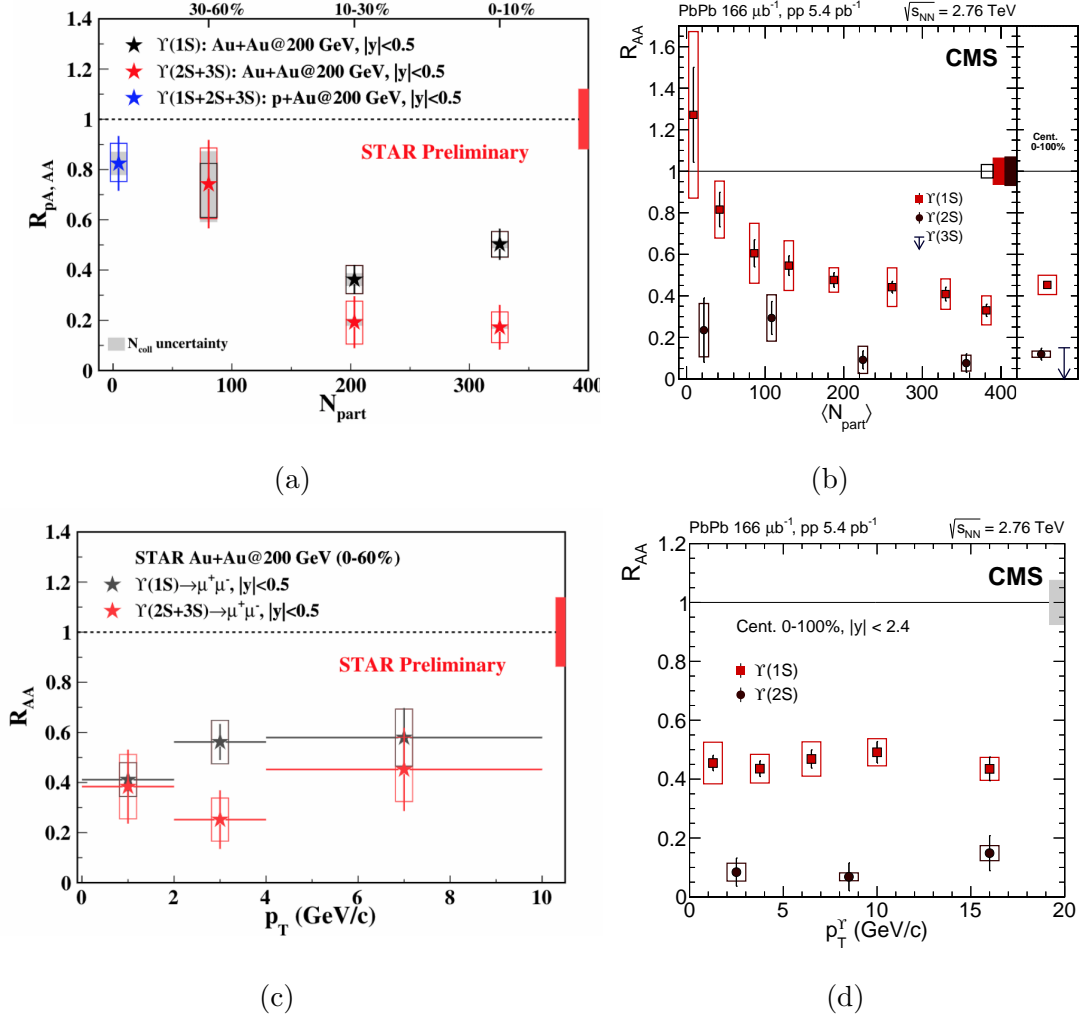 30-60% 10-30% 0-10%
ϒ(1S): Au+Au@200 GeV, |y|<0.5
ϒ(2S+3S): Au+Au@200 GeV, |y|<0.5
ϒ(1S+2S+3S): p+Au@200 GeV, |y|<0.5
STAR Preliminary
N_coll uncertainty
R_pA, AA
1.4
1.2
1
0.8
0.6
0.4
0.2
0
0 100 200 300 400
N_part
(a)
PbPb 166 μb⁻¹, pp 5.4 pb⁻¹ √s_NN = 2.76 TeV
CMS
Cent.
0-100%
ϒ(1S)
ϒ(2S)
ϒ(3S)
R_AA
1.6
1.4
1.2
1
0.8
0.6
0.4
0.2
0
0 100 200 300 400
⟨N_part⟩
(b)
STAR Au+Au@200 GeV (0-60%)
ϒ(1S)→μ⁺μ⁻, |y|<0.5
ϒ(2S+3S)→μ⁺μ⁻, |y|<0.5
STAR Preliminary
R_AA
1.4
1.2
1
0.8
0.6
0.4
0.2
0
0 2 4 6 8 10
p_T (GeV/c)
(c)
PbPb 166 μb⁻¹, pp 5.4 pb⁻¹ √s_NN = 2.76 TeV
CMS
Cent. 0-100%, |y| < 2.4
ϒ(1S)
ϒ(2S)
R_AA
1.2
1
0.8
0.6
0.4
0.2
0
0 5 10 15 20
p_T^ϒ (GeV/c)
(d)